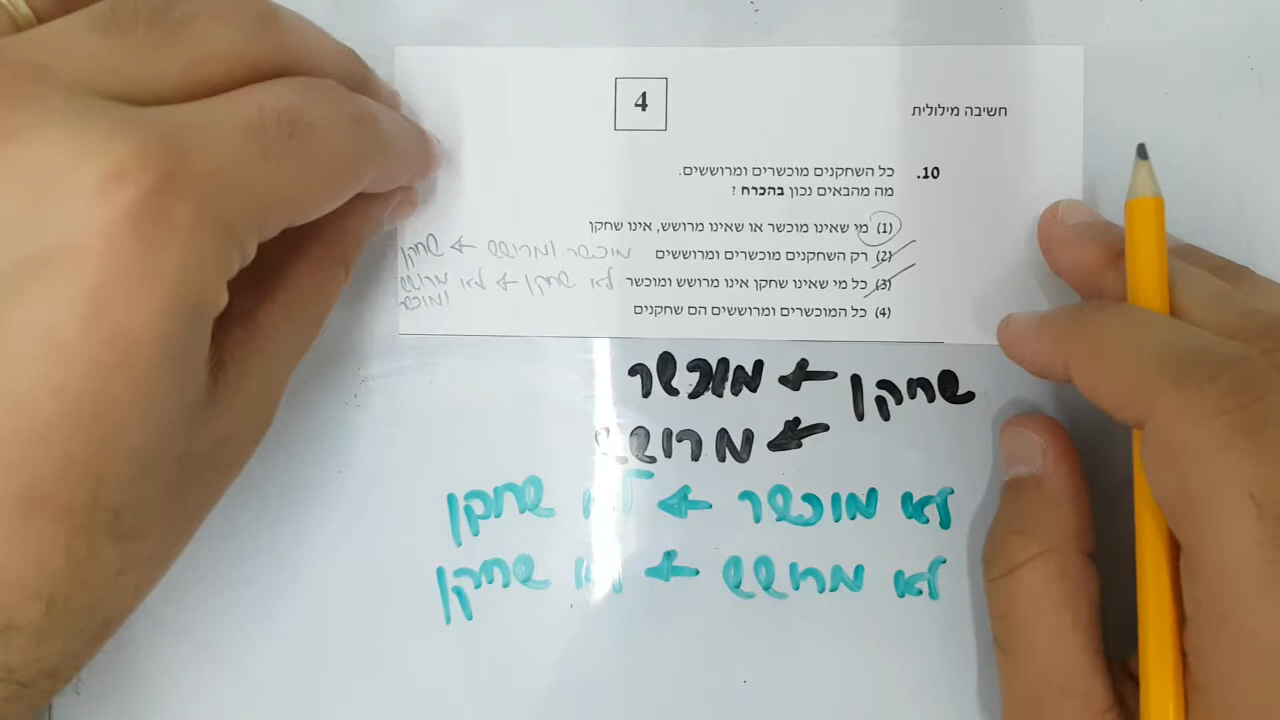 4
חשיבה מילולית
10. כל השחקנים מוכשרים ומרוששים.
מה מהבאים נכון בהכרח ?
(1) מי שאינו מוכשר או שאינו מרושש, אינו שחקן
(2) רק השחקנים מוכשרים ומרוששים מוכשר ומרושש ← שחקן
(3) כל מי שאינו שחקן אינו מרושש ומוכשר לא שחקן ← לא מרושש
ומוכשר
(4) כל המוכשרים ומרוששים הם שחקנים
שחקן ← מוכשר
← מרושש
לא מוכשר ← לא שחקן
לא מרושש ← לא שחקן